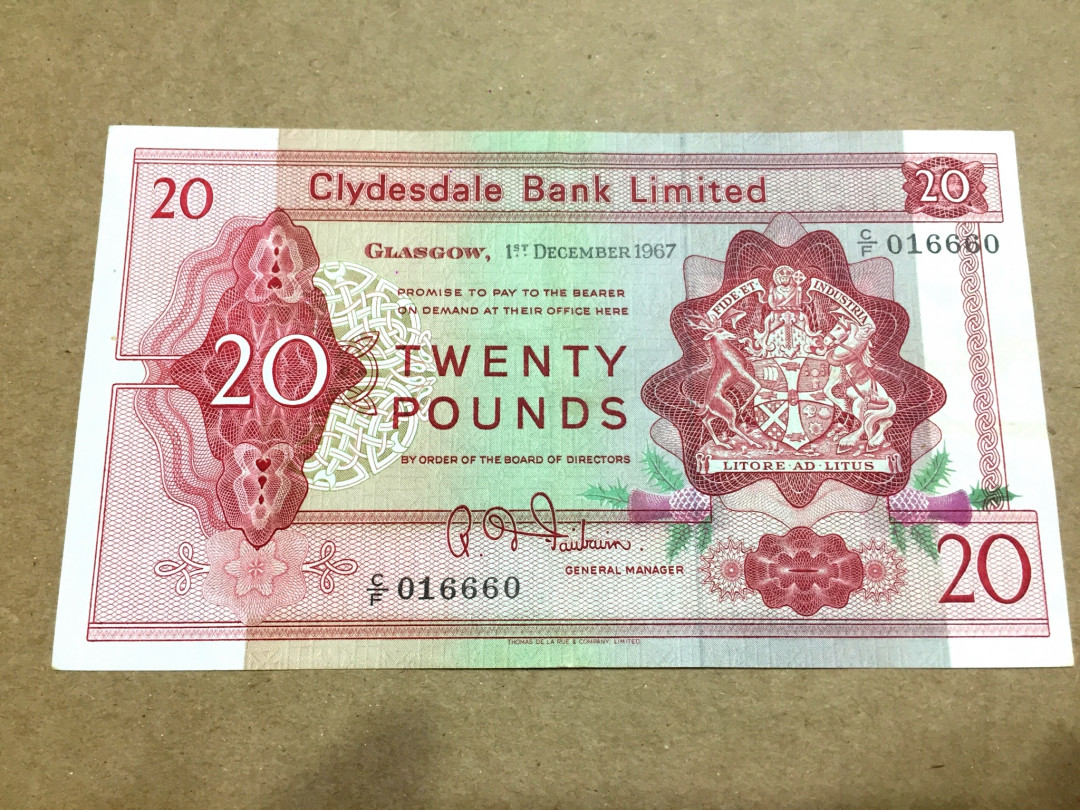 20
Clydesdale Bank Limited
20
GLASGOW, 1ST DECEMBER 1967
C/F 016660
FIDE·ET· INDUSTRIA
PROMISE TO PAY TO THE BEARER
ON DEMAND AT THEIR OFFICE HERE
20
TWENTY
POUNDS
BY ORDER OF THE BOARD OF DIRECTORS
LITORE·AD·LITUS
R. D. Fairburn.
GENERAL MANAGER
C/F 016660
20
THOMAS DE LA RUE & COMPANY, LIMITED.